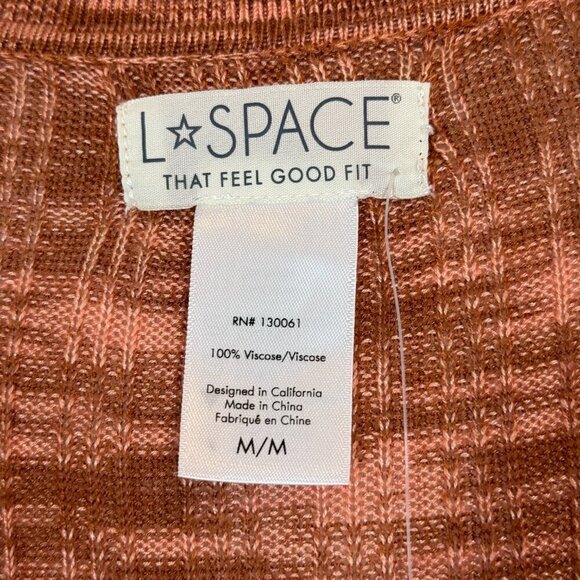 L☆SPACE®
THAT FEEL GOOD FIT
RN# 130061
100% Viscose/Viscose
Designed in California
Made in China
Fabriqué en Chine
M/M